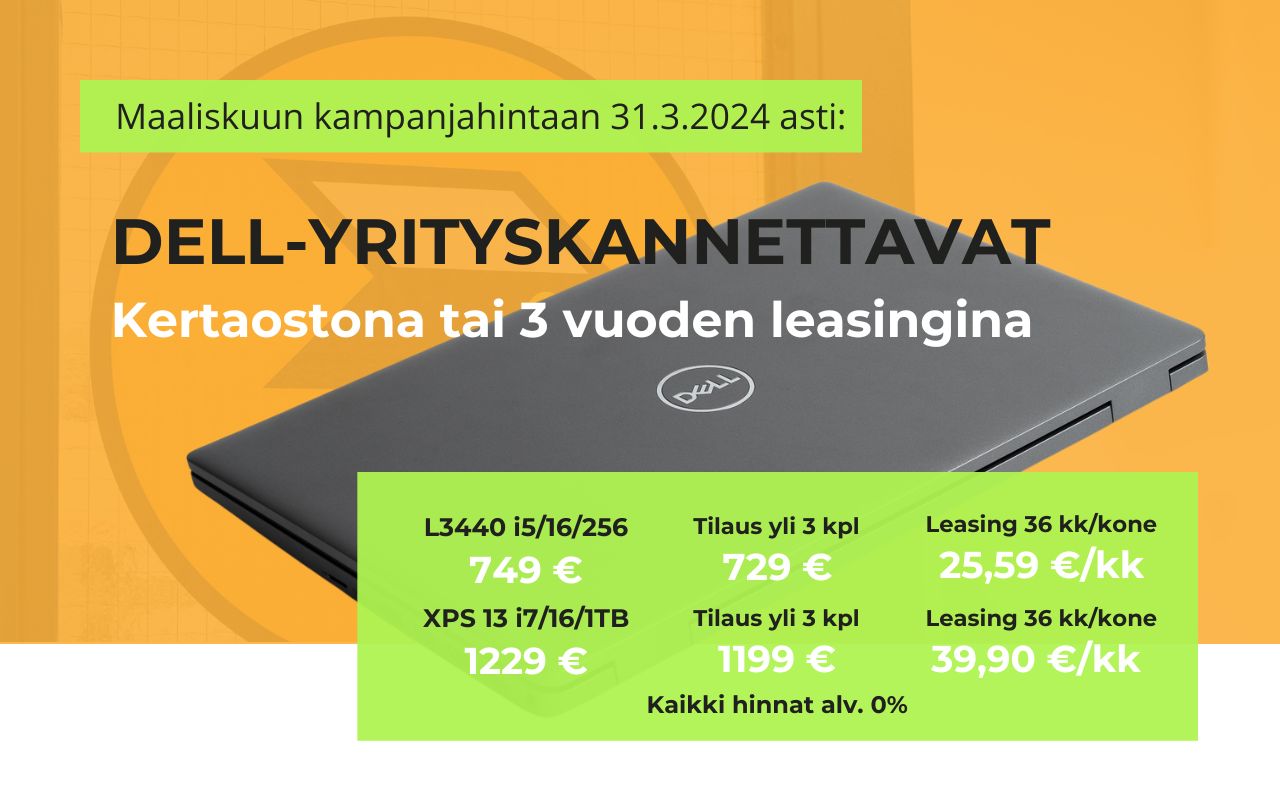 Maaliskuun kampanjahintaan 31.3.2024 asti:
DELL-YRITYSKANNETTAVAT
Kertaostona tai 3 vuoden leasingina
DELL
L3440 i5/16/256
749 €
Tilaus yli 3 kpl
729 €
Leasing 36 kk/kone
25,59 €/kk
XPS 13 i7/16/1TB
1229 €
Tilaus yli 3 kpl
1199 €
Leasing 36 kk/kone
39,90 €/kk
Kaikki hinnat alv. 0%